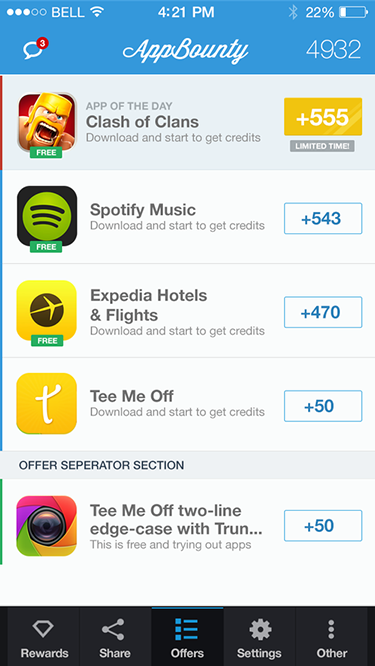 BELL 4:21 PM 22%
3 AppBounty 4932
APP OF THE DAY
Clash of Clans
Download and start to get credits
FREE
+555
LIMITED TIME!
Spotify Music
Download and start to get credits
FREE
+543
Expedia Hotels
& Flights
Download and start to get credits
FREE
+470
t
Tee Me Off
Download and start to get credits
+50
OFFER SEPERATOR SECTION
Tee Me Off two-line
edge-case with Trun...
This is free and trying out apps
+50
Rewards Share Offers Settings Other